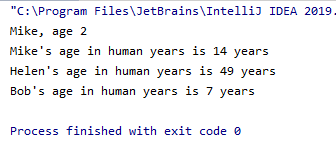 "C:\Program Files\JetBrains\IntelliJ IDEA 2019.
Mike, age 2
Mike's age in human years is 14 years
Helen's age in human years is 49 years
Bob's age in human years is 7 years
Process finished with exit code 0